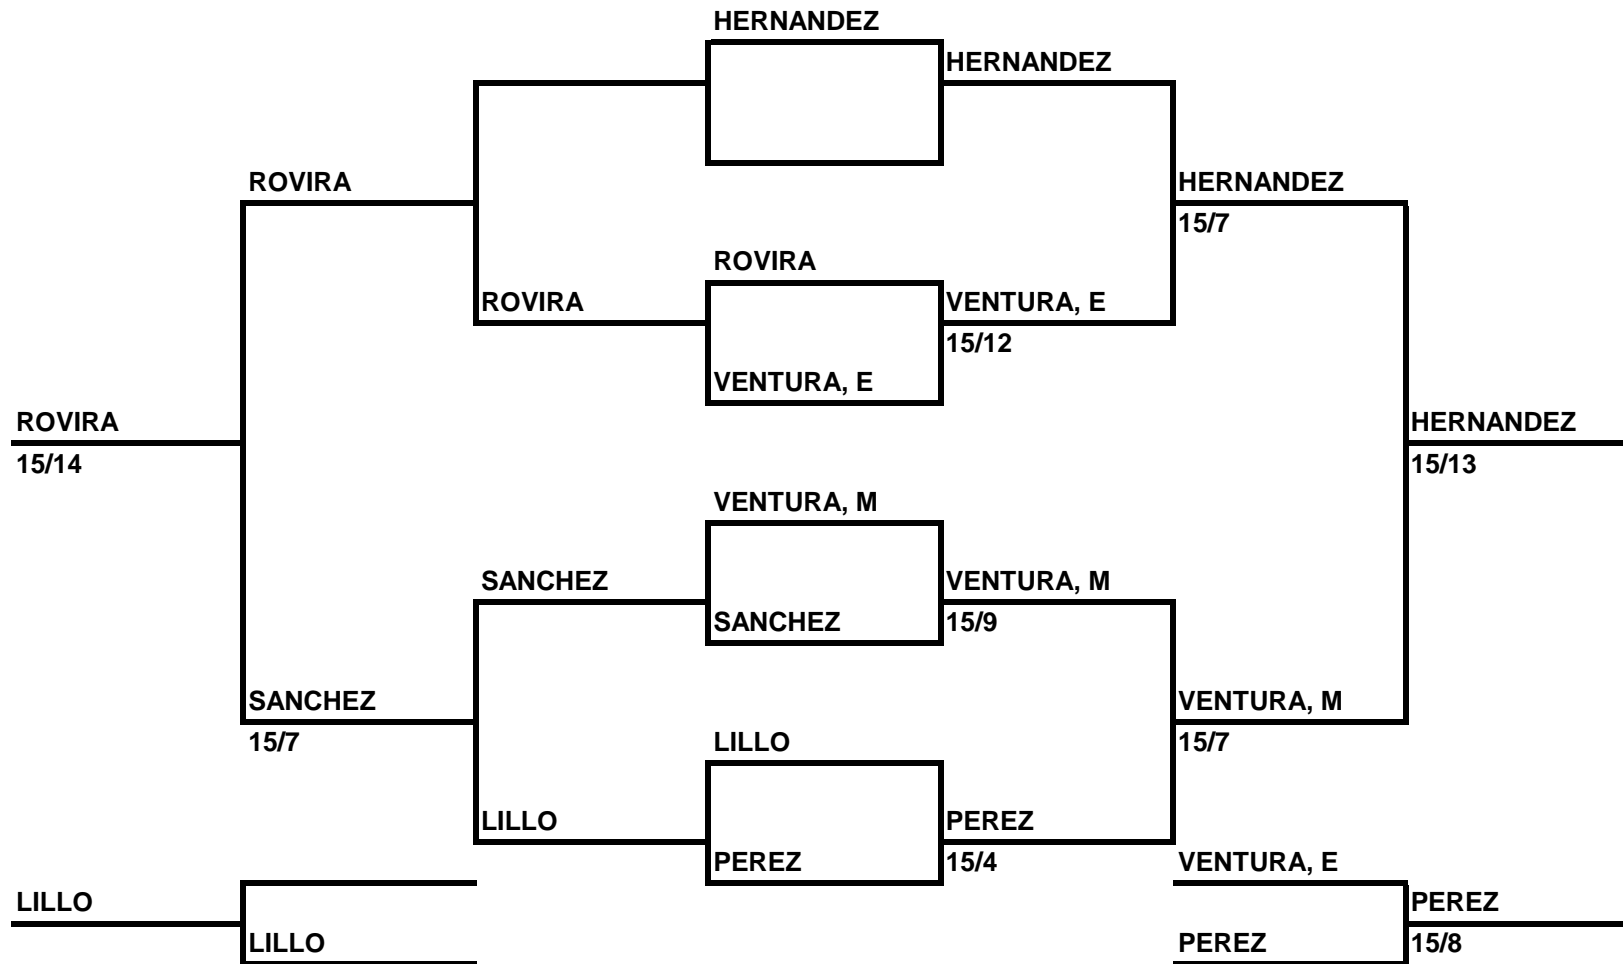 HERNANDEZ
HERNANDEZ
ROVIRA
HERNANDEZ
15/7
ROVIRA
ROVIRA
VENTURA, E
15/12
VENTURA, E
ROVIRA
HERNANDEZ
15/14
15/13
VENTURA, M
SANCHEZ
VENTURA, M
SANCHEZ
15/9
SANCHEZ
VENTURA, M
15/7
LILLO
15/7
LILLO
PEREZ
PEREZ
15/4
VENTURA, E
LILLO
PEREZ
LILLO
PEREZ
15/8